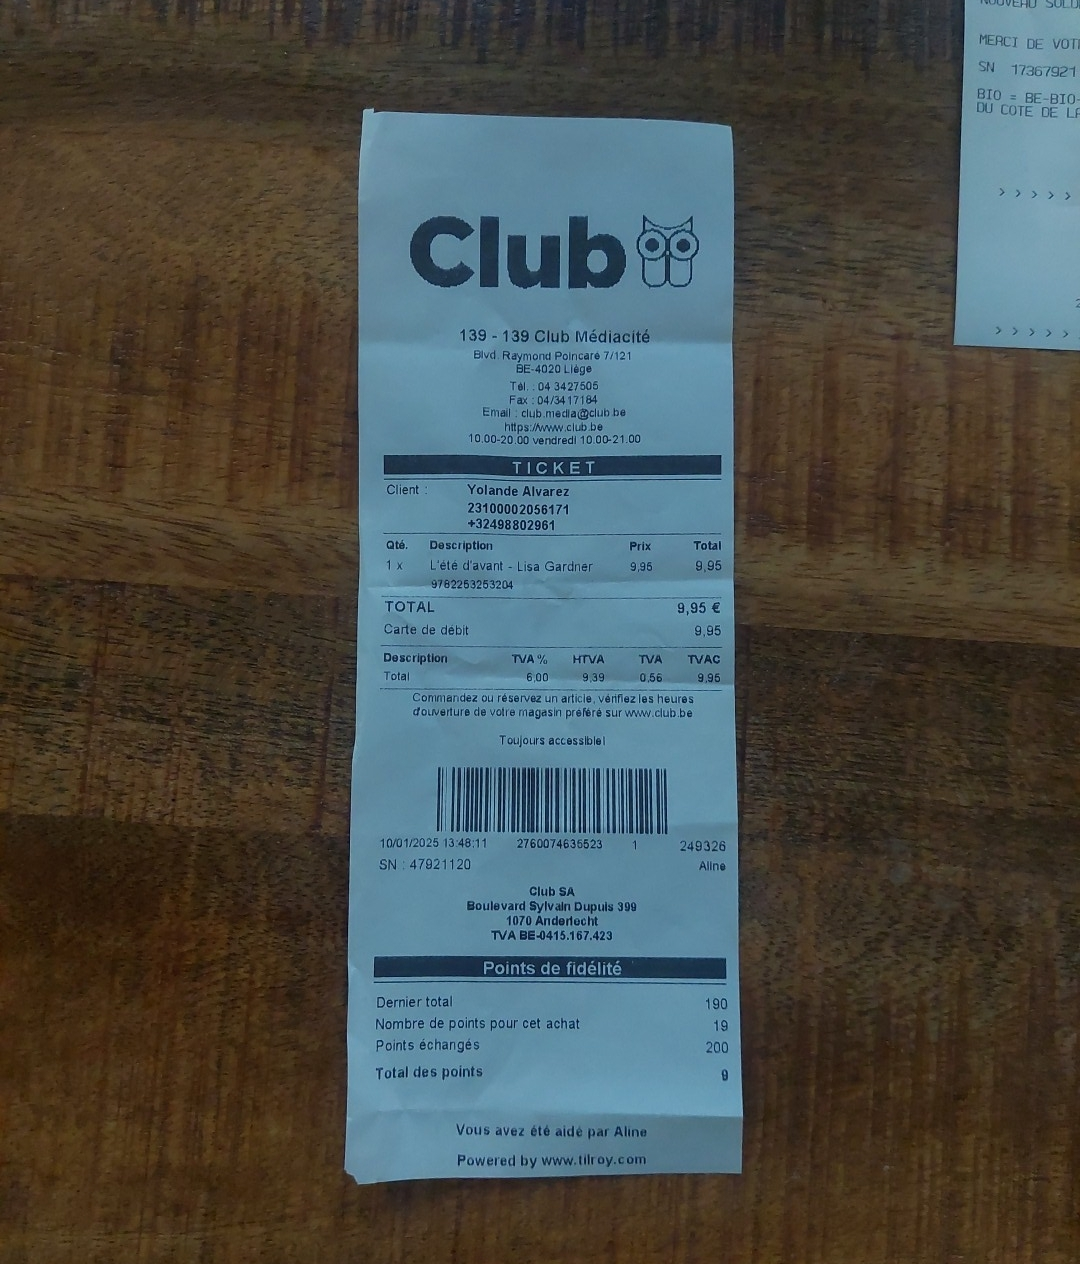 Club
139 - 139 Club Médiacité
Blvd. Raymond Poincaré 7/121
BE-4020 Liège
Tél. : 04 3427505
Fax : 04/3417184
Email : club.media@club.be
https://www.club.be
10.00-20.00 vendredi 10.00-21.00
TICKET
Client : Yolande Alvarez
23100002056171
+32498802961
Qté. Description Prix Total
1 x L'été d'avant - Lisa Gardner 9,95 9,95
9782253253204
TOTAL 9,95 €
Carte de débit 9,95
Description TVA % HTVA TVA TVAC
Total 6,00 9,39 0,56 9,95
Commandez ou réservez un article, vérifiez les heures
d'ouverture de votre magasin préféré sur www.club.be
Toujours accessible!
10/01/2025 13:48:11 2760074635523 1 249326
SN : 47921120 Aline
Club SA
Boulevard Sylvain Dupuis 399
1070 Anderlecht
TVA BE-0415.167.423
Points de fidélité
Dernier total 190
Nombre de points pour cet achat 19
Points échangés 200
Total des points 9
Vous avez été aidé par Aline
Powered by www.tilroy.com
NOUVEAU SOLD
MERCI DE VOT
SN 17367921
BIO = BE-BIO-
DU COTE DE LA
> > > > >
> > > > >